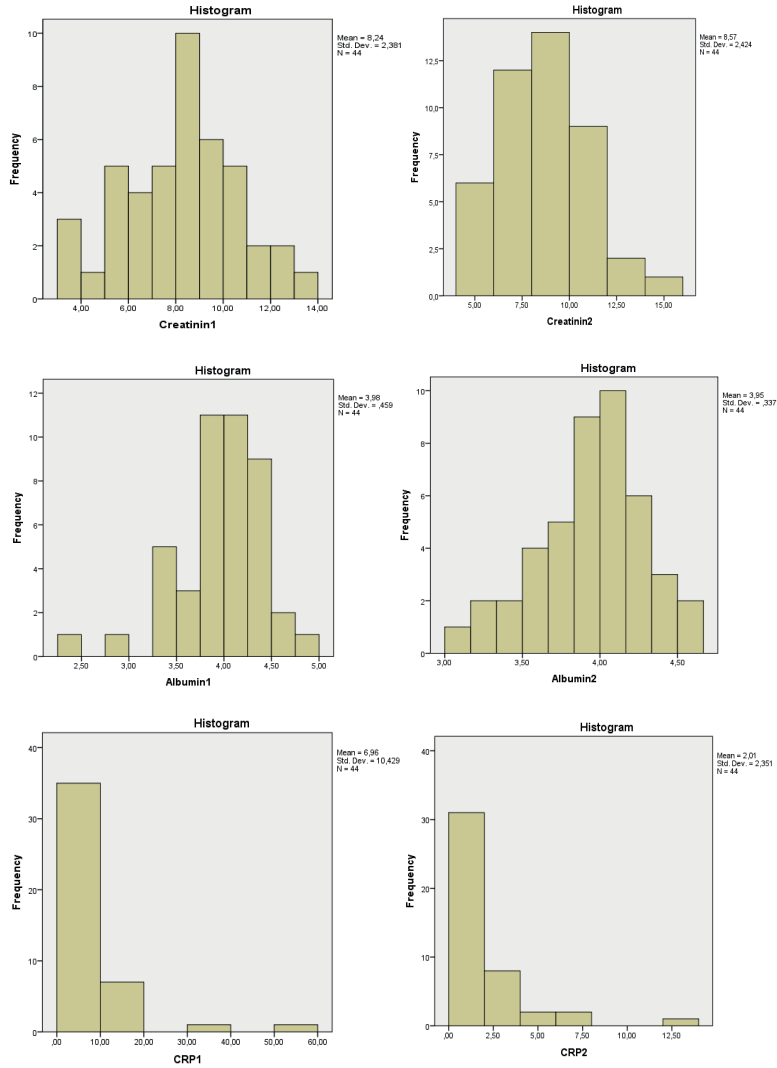 Histogram
Mean = 8,24
Std. Dev. = 2,381
N = 44
10
8
6
4
2
0
Frequency
4,00 6,00 8,00 10,00 12,00 14,00
Creatinin1
Histogram
Mean = 8,57
Std. Dev. = 2,424
N = 44
12,5
10,0
7,5
5,0
2,5
0,0
Frequency
5,00 7,50 10,00 12,50 15,00
Creatinin2
Histogram
Mean = 3,98
Std. Dev. = ,459
N = 44
12
10
8
6
4
2
0
Frequency
2,50 3,00 3,50 4,00 4,50 5,00
Albumin1
Histogram
Mean = 3,95
Std. Dev. = ,337
N = 44
10
8
6
4
2
0
Frequency
3,00 3,50 4,00 4,50
Albumin2
Histogram
Mean = 6,96
Std. Dev. = 10,429
N = 44
40
30
20
10
0
Frequency
,00 10,00 20,00 30,00 40,00 50,00 60,00
CRP1
Histogram
Mean = 2,01
Std. Dev. = 2,351
N = 44
40
30
20
10
0
Frequency
,00 2,50 5,00 7,50 10,00 12,50
CRP2